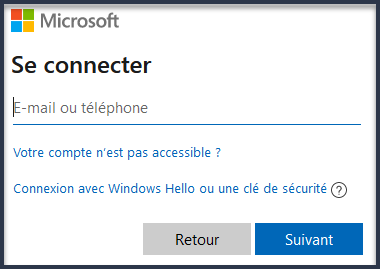 Microsoft
Se connecter
E-mail ou téléphone
Votre compte n'est pas accessible ?
Connexion avec Windows Hello ou une clé de sécurité ?
Retour
Suivant